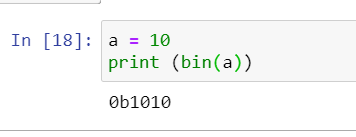 In [18]: a = 10
print (bin(a))
0b1010